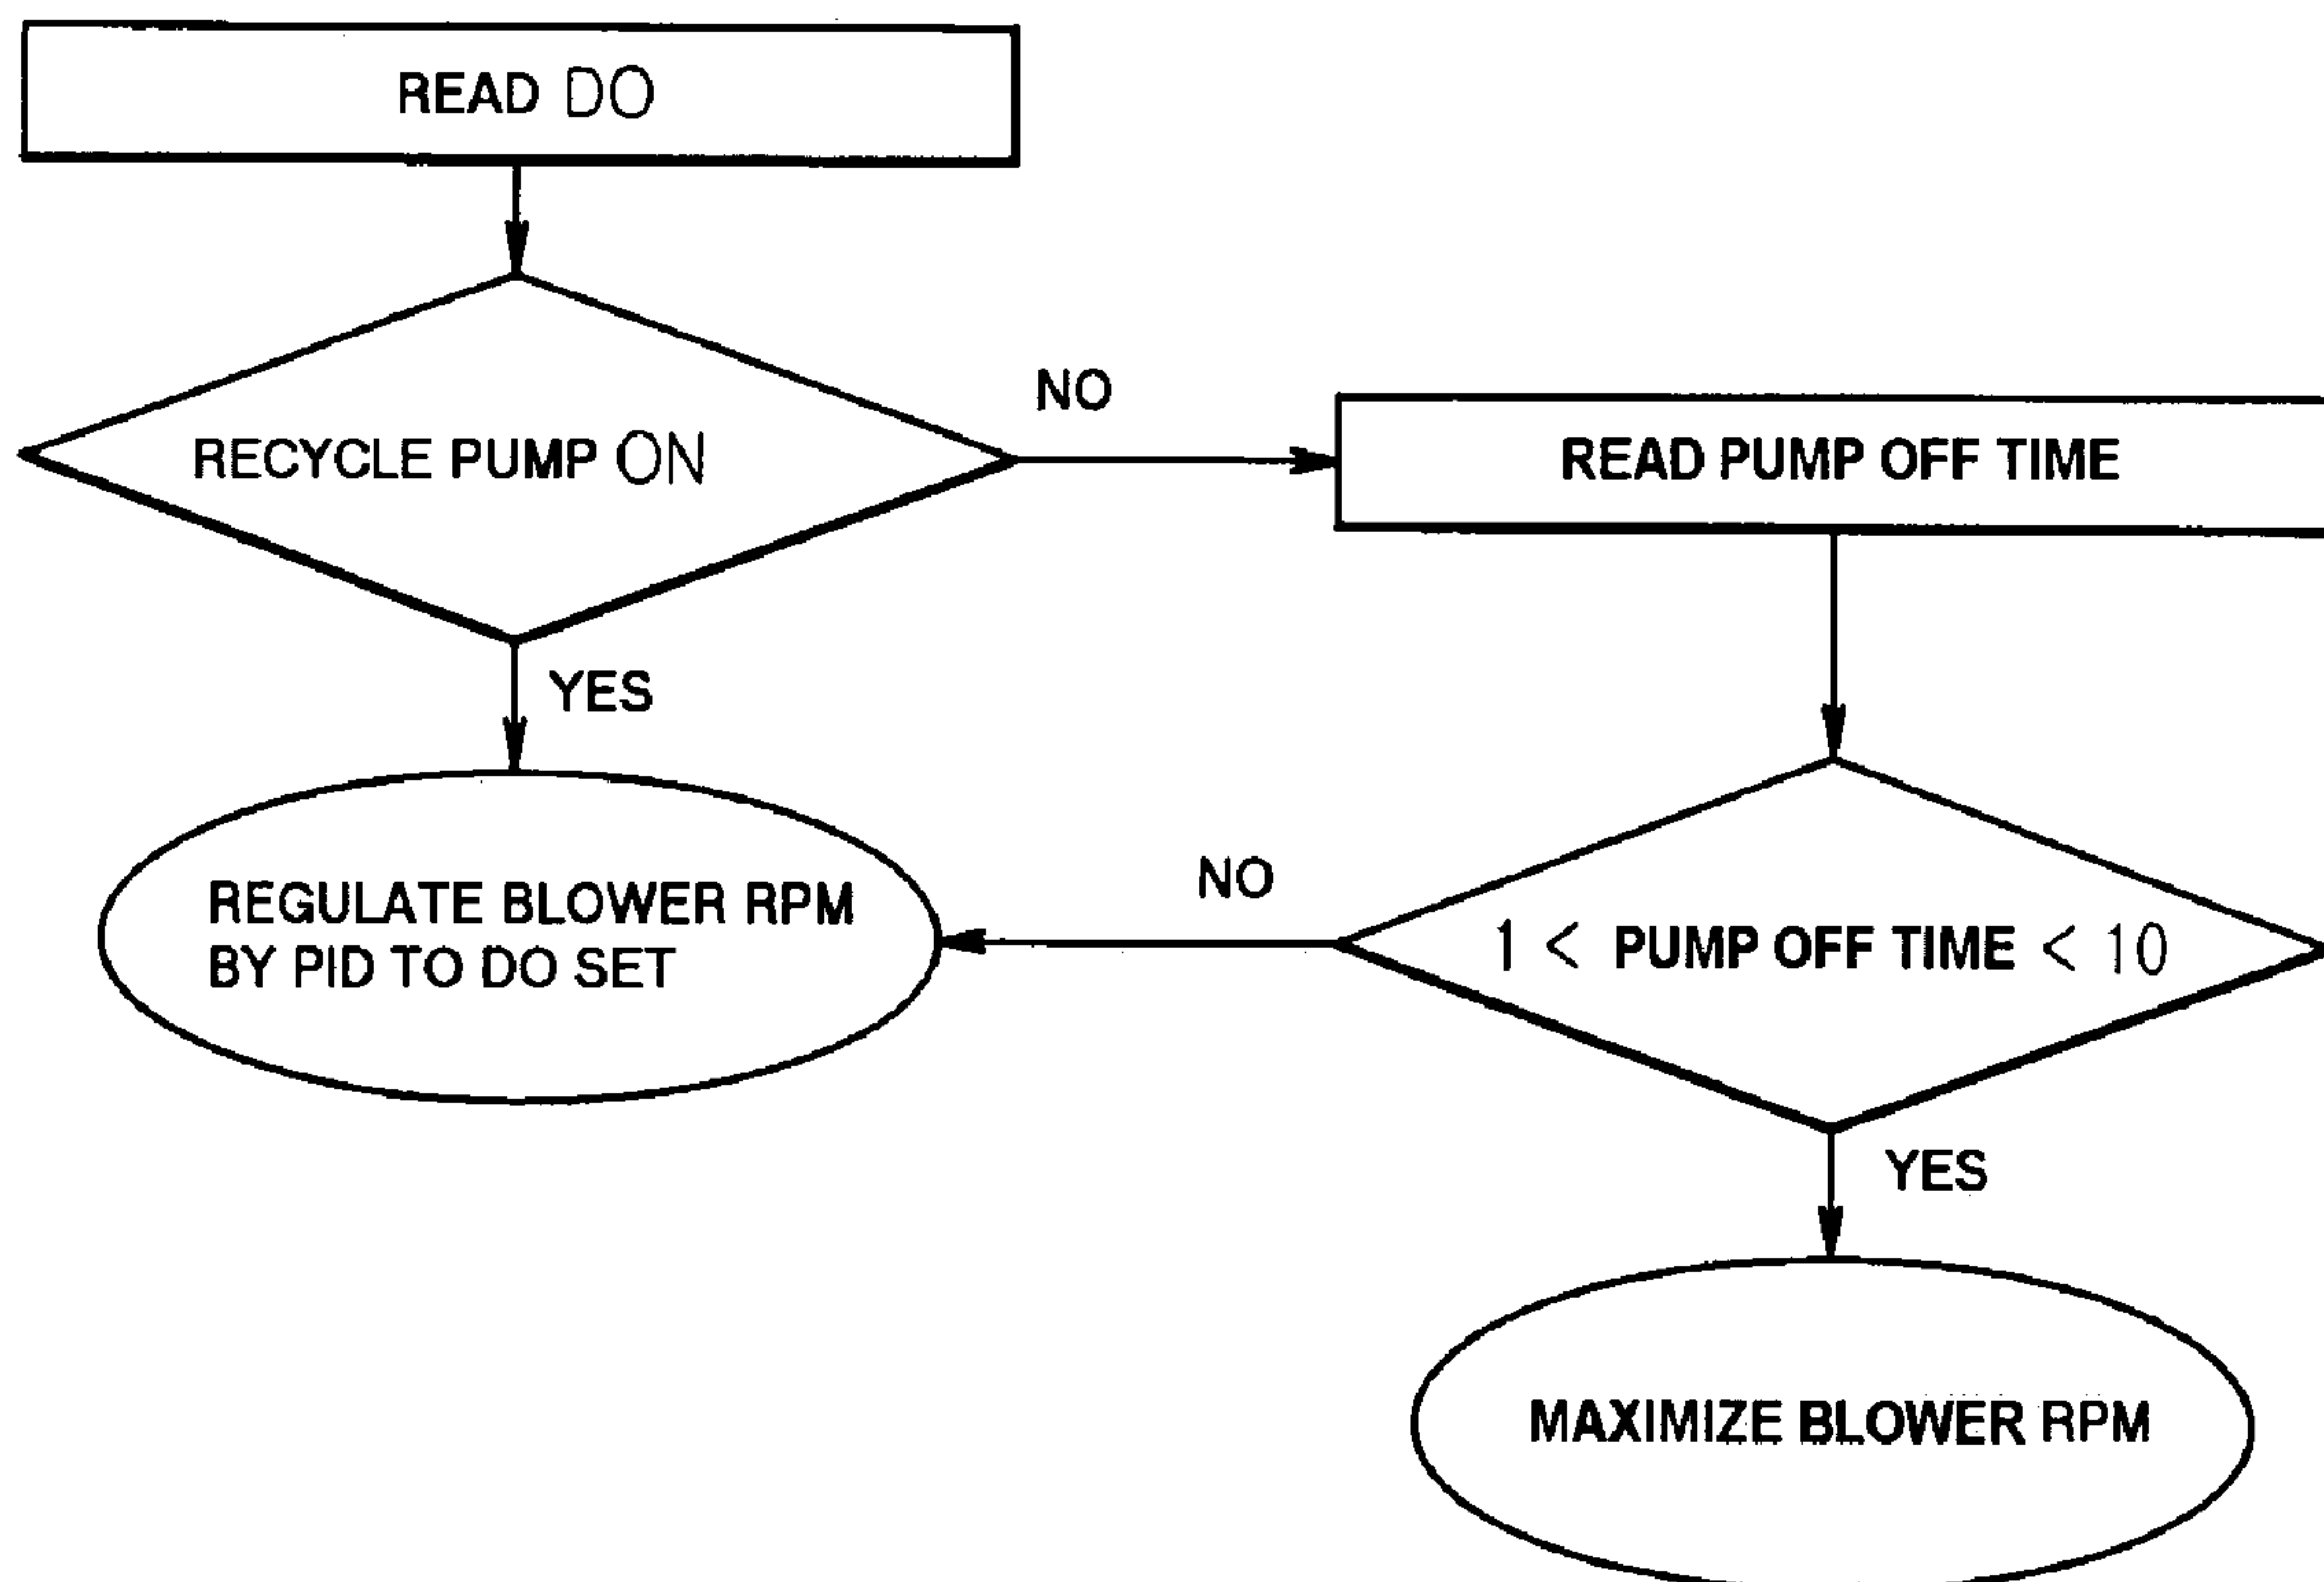 READ DO
RECYCLE PUMP ON
NO
READ PUMP OFF TIME
YES
REGULATE BLOWER RPM
BY PID TO DO SET
NO
1 < PUMP OFF TIME < 10
YES
MAXIMIZE BLOWER RPM